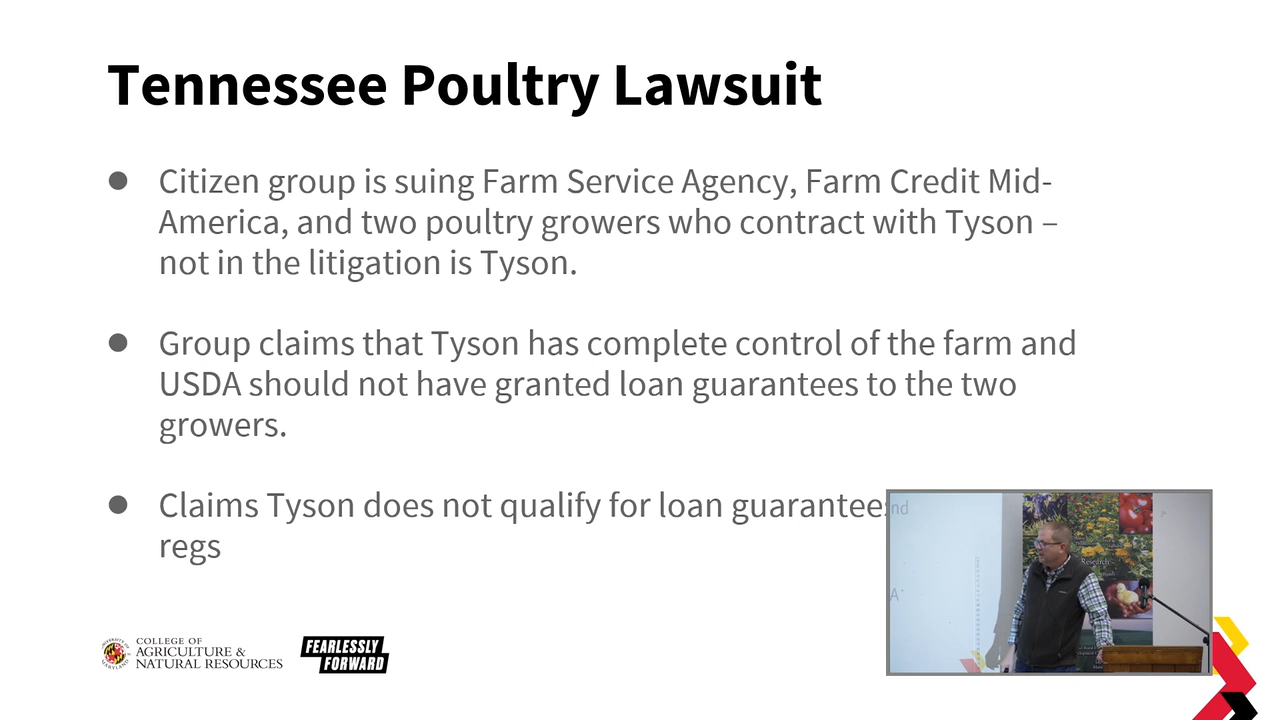 Tennessee Poultry Lawsuit
● Citizen group is suing Farm Service Agency, Farm Credit Mid-
America, and two poultry growers who contract with Tyson –
not in the litigation is Tyson.
● Group claims that Tyson has complete control of the farm and
USDA should not have granted loan guarantees to the two
growers.
● Claims Tyson does not qualify for loan guarantees
regs
nd
A'
Research
COLLEGE OF
AGRICULTURE &
NATURAL RESOURCES
FEARLESSLY
FORWARD